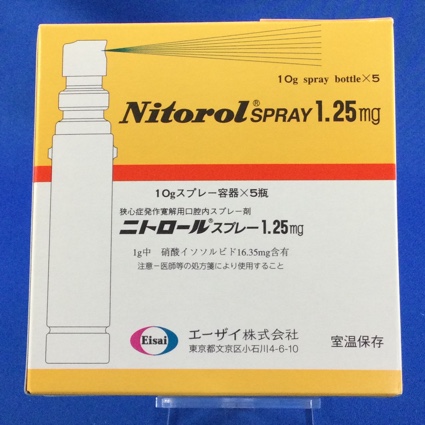 10g spray bottle×5
Nitorol® SPRAY 1.25mg
10gスプレー容器×5瓶
狭心症発作寛解用口腔内スプレー剤
ニトロール®スプレー1.25mg
1g中 硝酸イソソルビド16.35mg含有
注意－医師等の処方箋により使用すること
Eisai
エーザイ株式会社
東京都文京区小石川4-6-10
室温保存